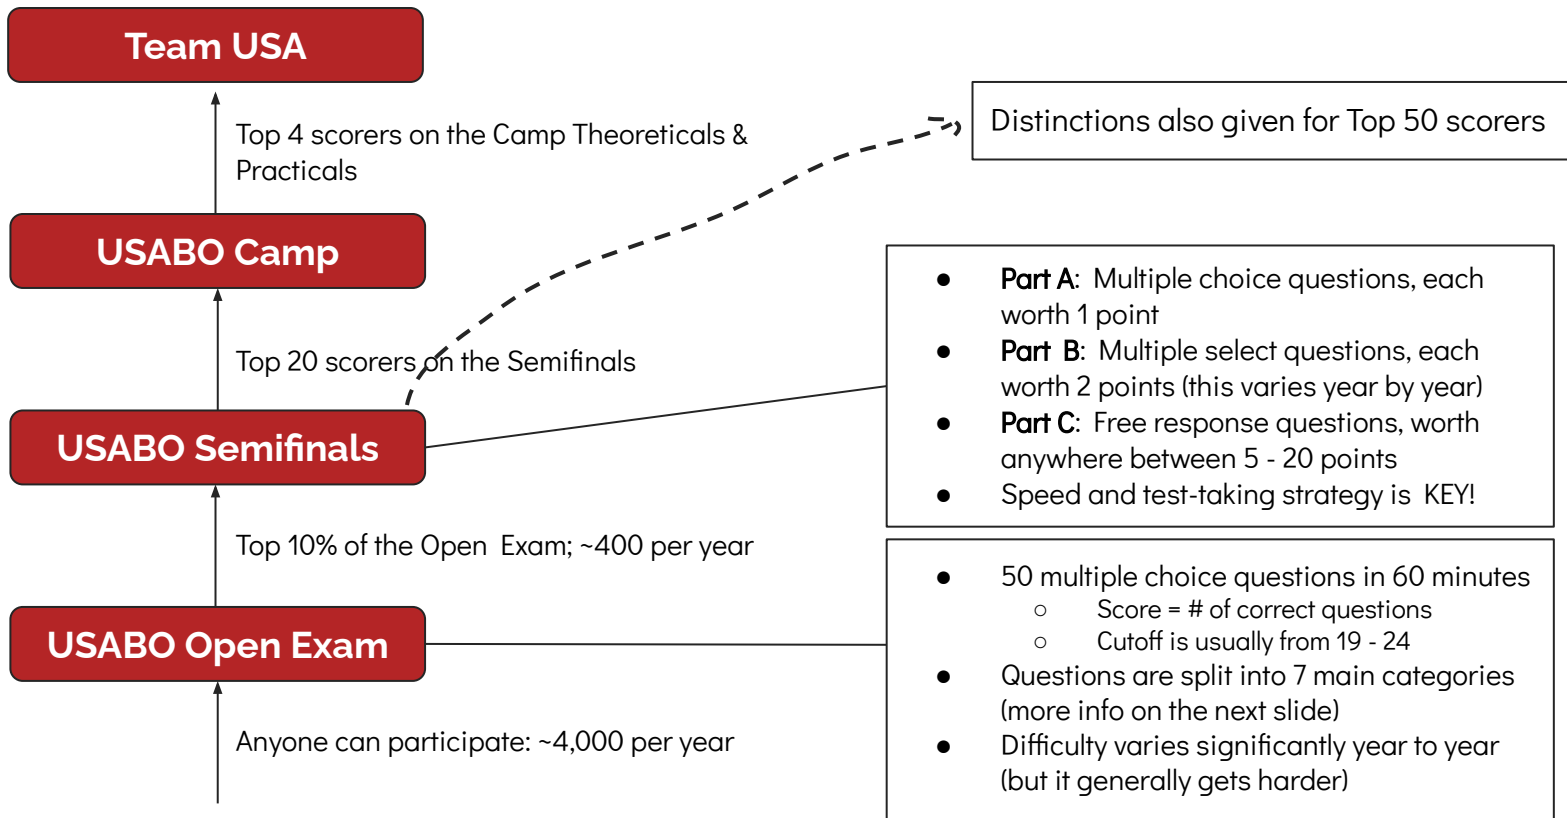 Team USA
Top 4 scorers on the Camp Theoreticals &
Practicals
Distinctions also given for Top 50 scorers
USABO Camp
Top 20 scorers on the Semifinals
USABO Semifinals
● Part A: Multiple choice questions, each
worth 1 point
● Part B: Multiple select questions, each
worth 2 points (this varies year by year)
● Part C: Free response questions, worth
anywhere between 5 - 20 points
● Speed and test-taking strategy is KEY!
Top 10% of the Open Exam; ~400 per year
USABO Open Exam
● 50 multiple choice questions in 60 minutes
○ Score = # of correct questions
○ Cutoff is usually from 19 - 24
● Questions are split into 7 main categories
(more info on the next slide)
● Difficulty varies significantly year to year
(but it generally gets harder)
Anyone can participate: ~4,000 per year